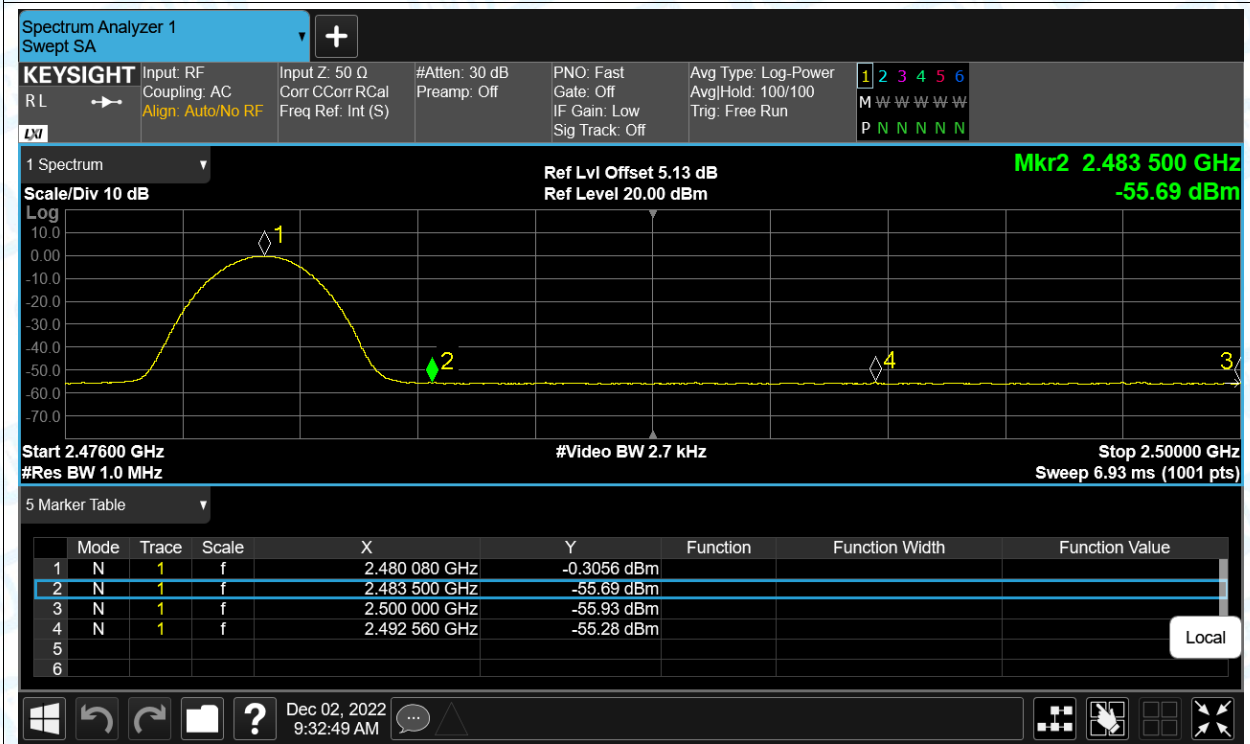 Spectrum Analyzer 1
Swept SA
KEYSIGHT
R L
LXI
Input: RF
Coupling: AC
Align: Auto/No RF
Input Z: 50 Ω
Corr CCorr RCal
Freq Ref: Int (S)
#Atten: 30 dB
Preamp: Off
PNO: Fast
Gate: Off
IF Gain: Low
Sig Track: Off
Avg Type: Log-Power
Avg|Hold: 100/100
Trig: Free Run
1 2 3 4 5 6
M W W W W W
P N N N N N
1 Spectrum
Scale/Div 10 dB
Ref Lvl Offset 5.13 dB
Ref Level 20.00 dBm
Mkr2 2.483 500 GHz
-55.69 dBm
Log
10.0
0.00
-10.0
-20.0
-30.0
-40.0
-50.0
-60.0
-70.0
1
2
4
3
Start 2.47600 GHz
#Res BW 1.0 MHz
#Video BW 2.7 kHz
Stop 2.50000 GHz
Sweep 6.93 ms (1001 pts)
5 Marker Table
Mode Trace Scale X Y Function Function Width Function Value
1 N 1 f 2.480 080 GHz -0.3056 dBm
2 N 1 f 2.483 500 GHz -55.69 dBm
3 N 1 f 2.500 000 GHz -55.93 dBm
4 N 1 f 2.492 560 GHz -55.28 dBm
5
6
Local
?
Dec 02, 2022
9:32:49 AM